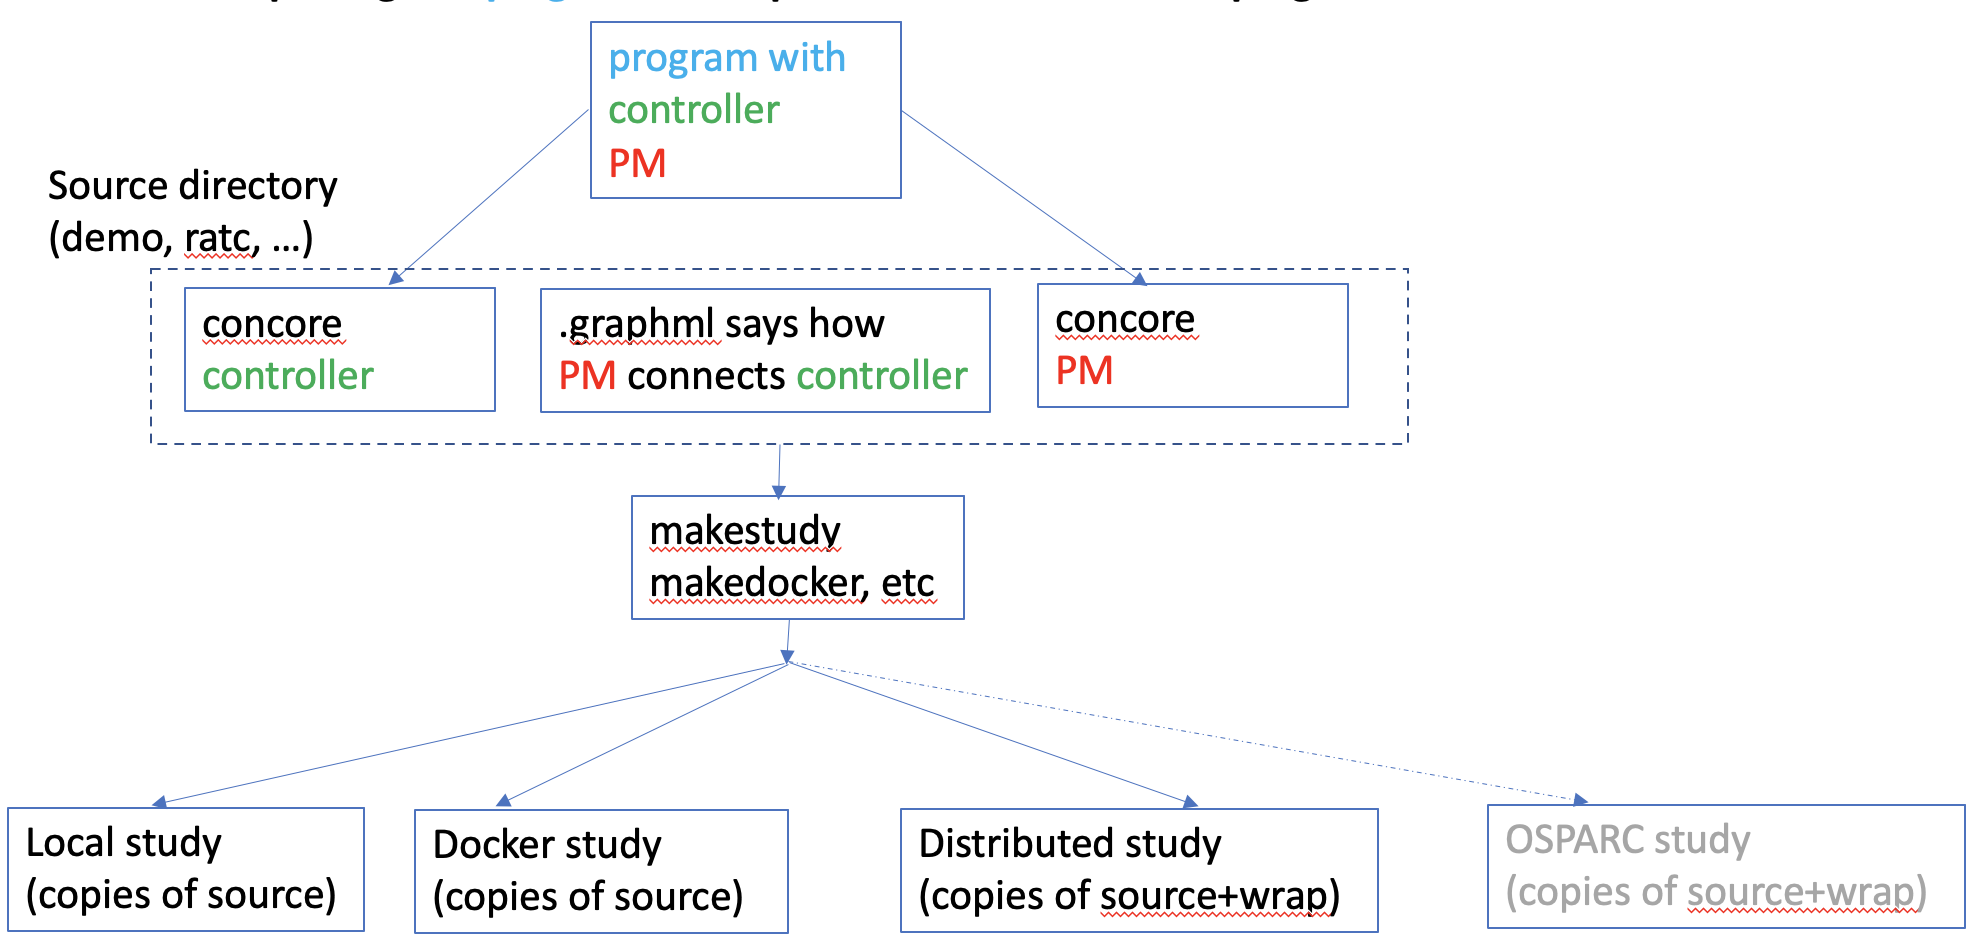 program with
controller
PM
Source directory
(demo, ratc, ...)
concore
controller
.graphml says how
PM connects controller
concore
PM
makestudy
makedocker, etc
Local study
(copies of source)
Docker study
(copies of source)
Distributed study
(copies of source+wrap)
OSPARC study
(copies of source+wrap)